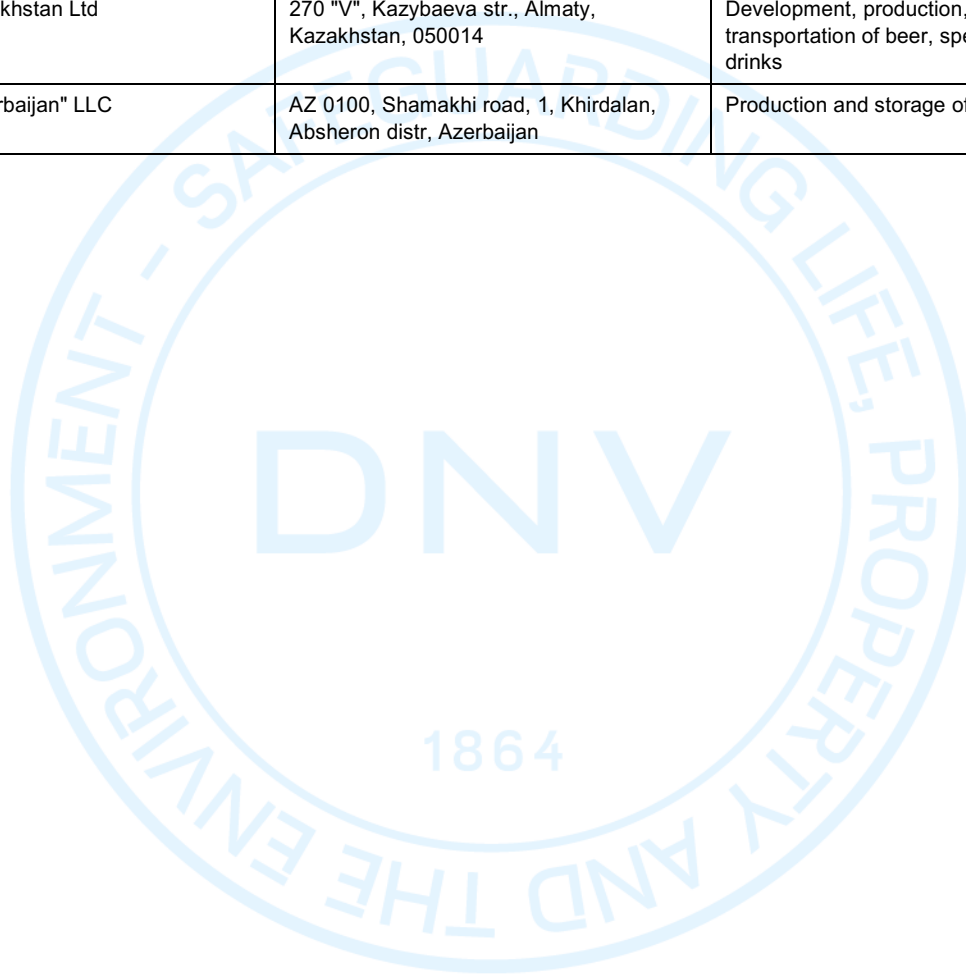 khstan Ltd
270 "V", Kazybaeva str., Almaty,
Kazakhstan, 050014
Development, production,
transportation of beer, spe
drinks
rbaijan" LLC
AZ 0100, Shamakhi road, 1, Khirdalan,
Absheron distr, Azerbaijan
Production and storage of
SAFEGUARDING LIFE, PROPERTY AND THE ENVIRONMENT -
DNV
1864